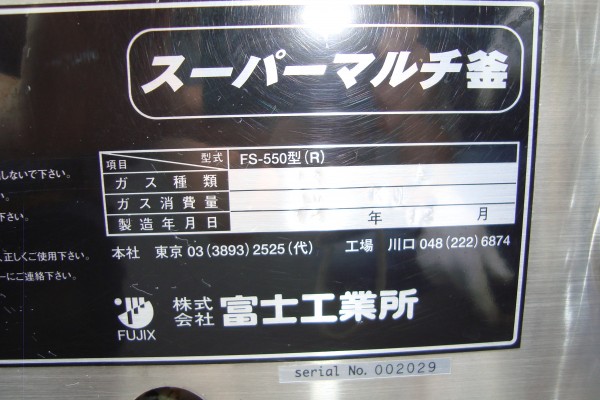 スーパーマルチ釜
項目 型式 FS-550型(R)
しないで下さい。
ガス種類
い。
ガス消費量
製造年月日 年 月
、正しくご使用下さい。
本社 東京 03(3893)2525(代) 工場 川口 048(222)6874
ーにご連絡下さい。
株式会社 富士工業所
FUJIX
serial No. 002029